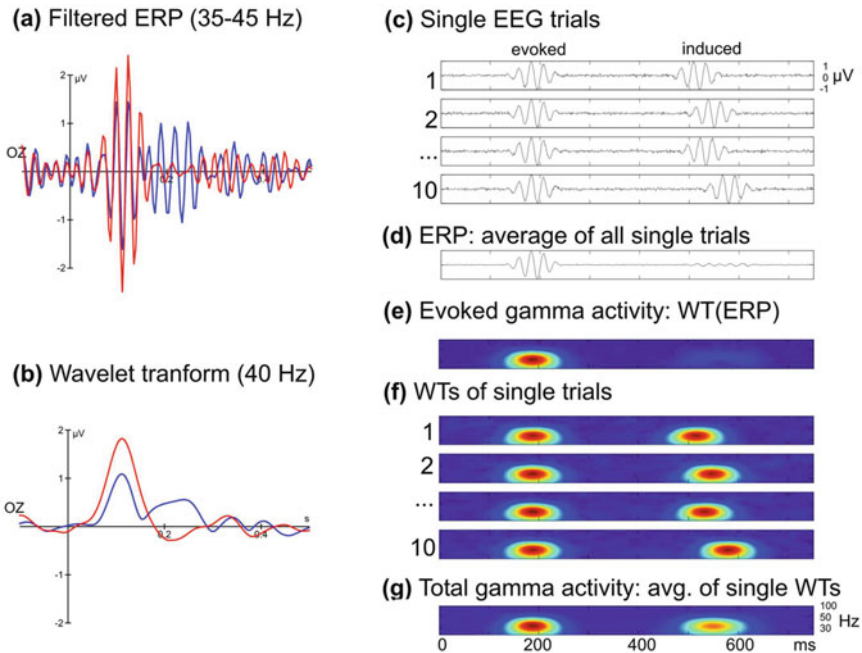 (a) Filtered ERP (35-45 Hz)
2
µV
1
OZ
0.2
0.4
s
-1
-2
(b) Wavelet tranform (40 Hz)
2
µV
1
OZ
0.2
0.4
s
-1
-2
(c) Single EEG trials
evoked induced
1
1
0 µV
-1
2
...
10
(d) ERP: average of all single trials
(e) Evoked gamma activity: WT(ERP)
(f) WTs of single trials
1
2
...
10
(g) Total gamma activity: avg. of single WTs
100
50 Hz
30
0 200 400 600 ms